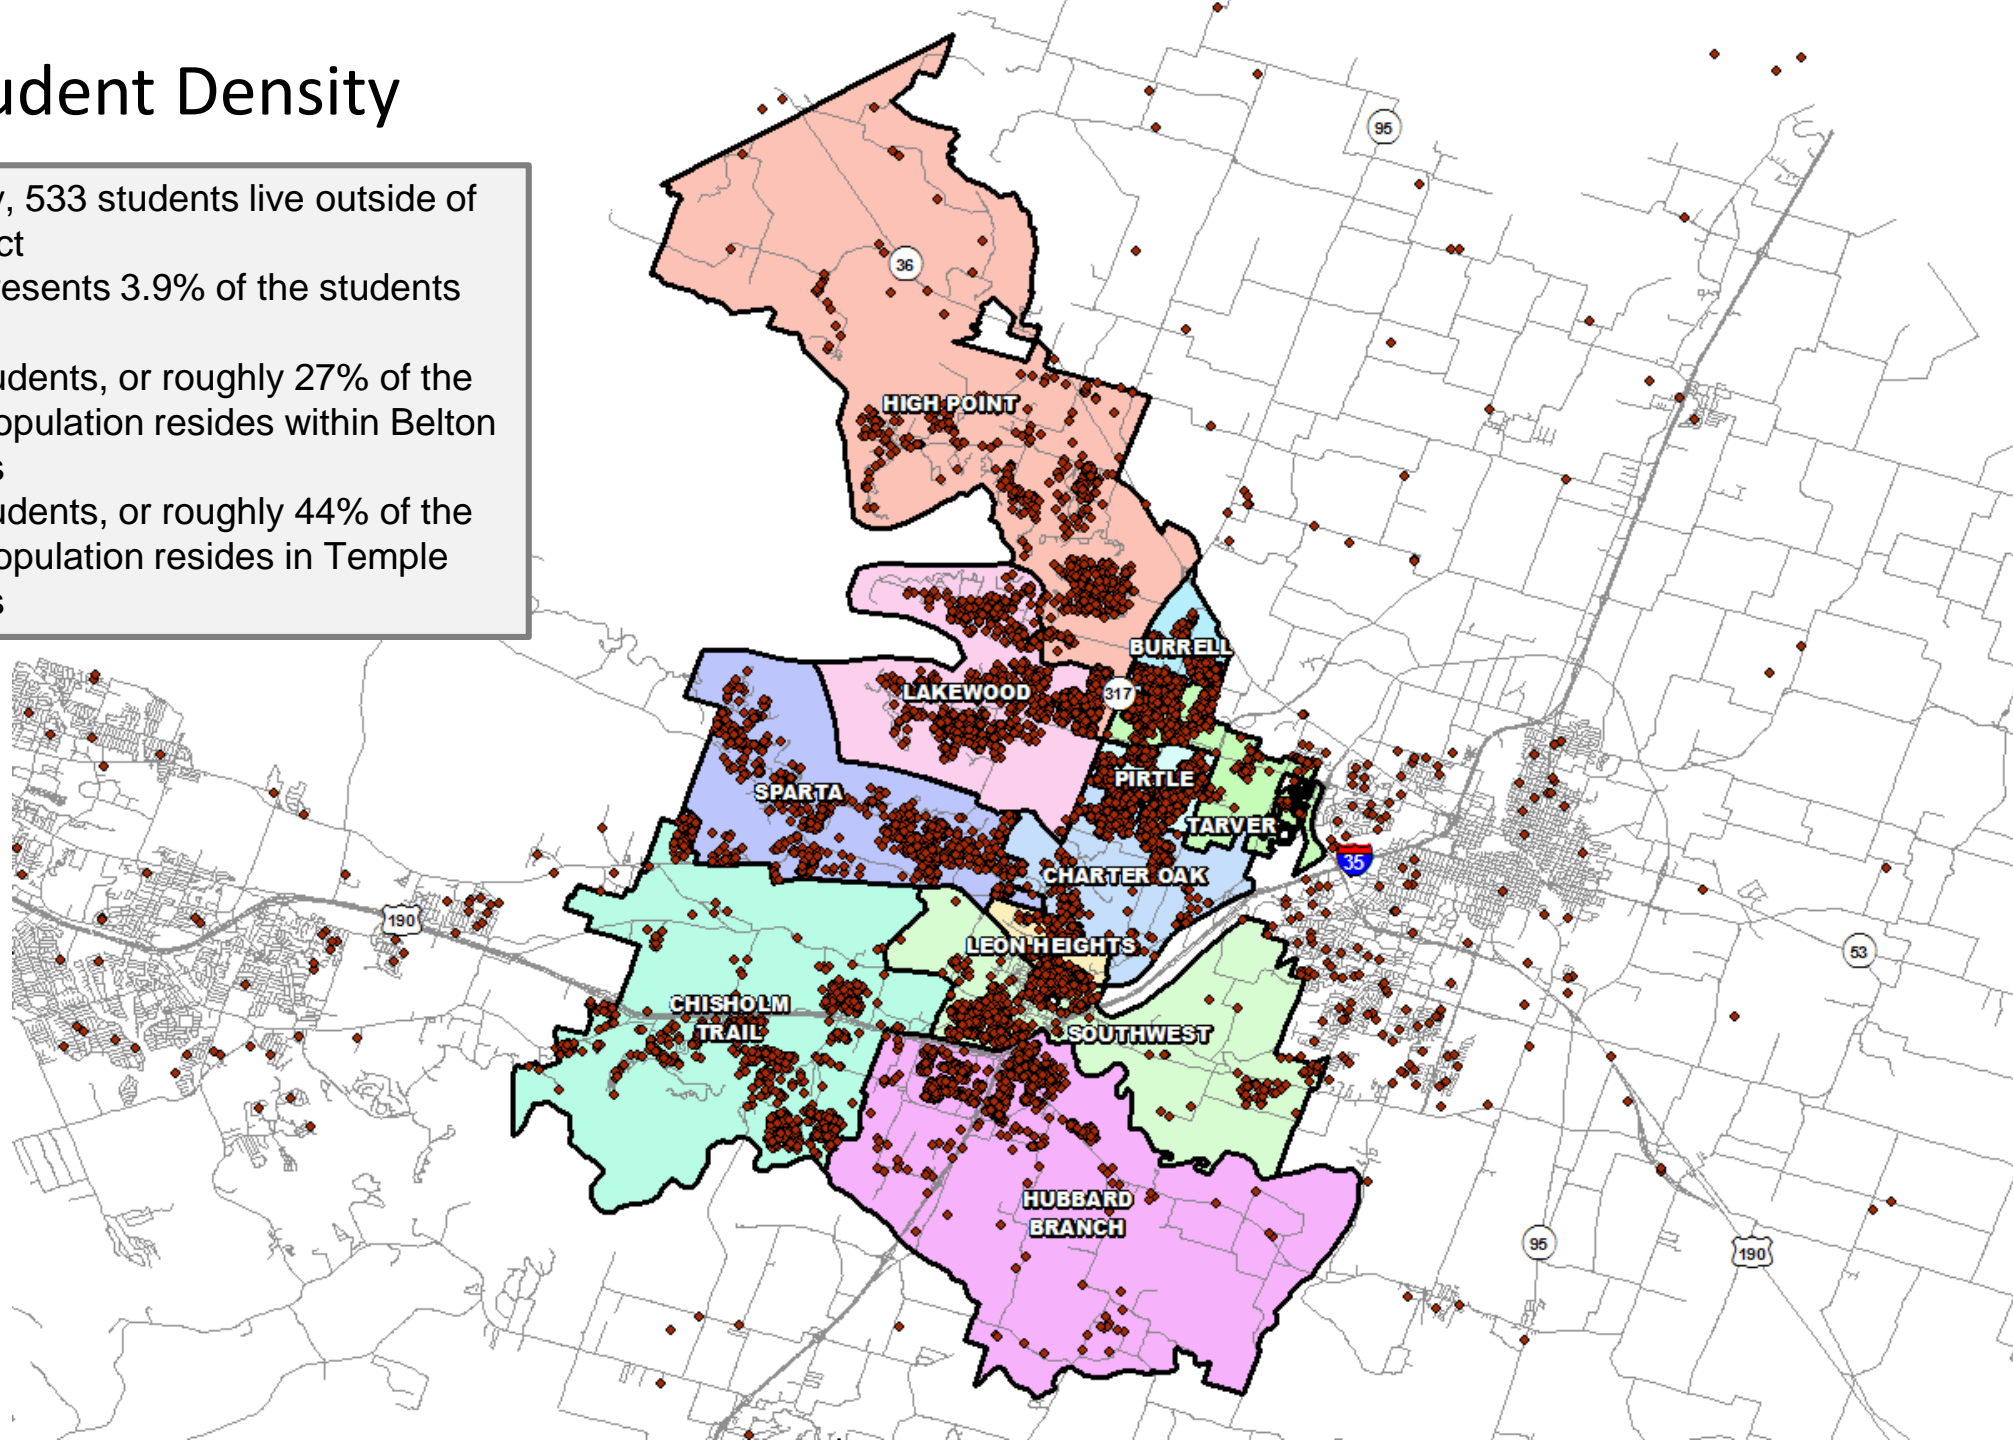 udent Density
y, 533 students live outside of
ct
resents 3.9% of the students
udents, or roughly 27% of the
opulation resides within Belton
s
udents, or roughly 44% of the
opulation resides in Temple
s
95
36
HIGH POINT
BURRELL
LAKEWOOD
317
PIRTLE
SPARTA
TARVER
35
CHARTER OAK
190
LEON HEIGHTS
53
CHISHOLM
TRAIL
SOUTHWEST
HUBBARD
BRANCH
95
190